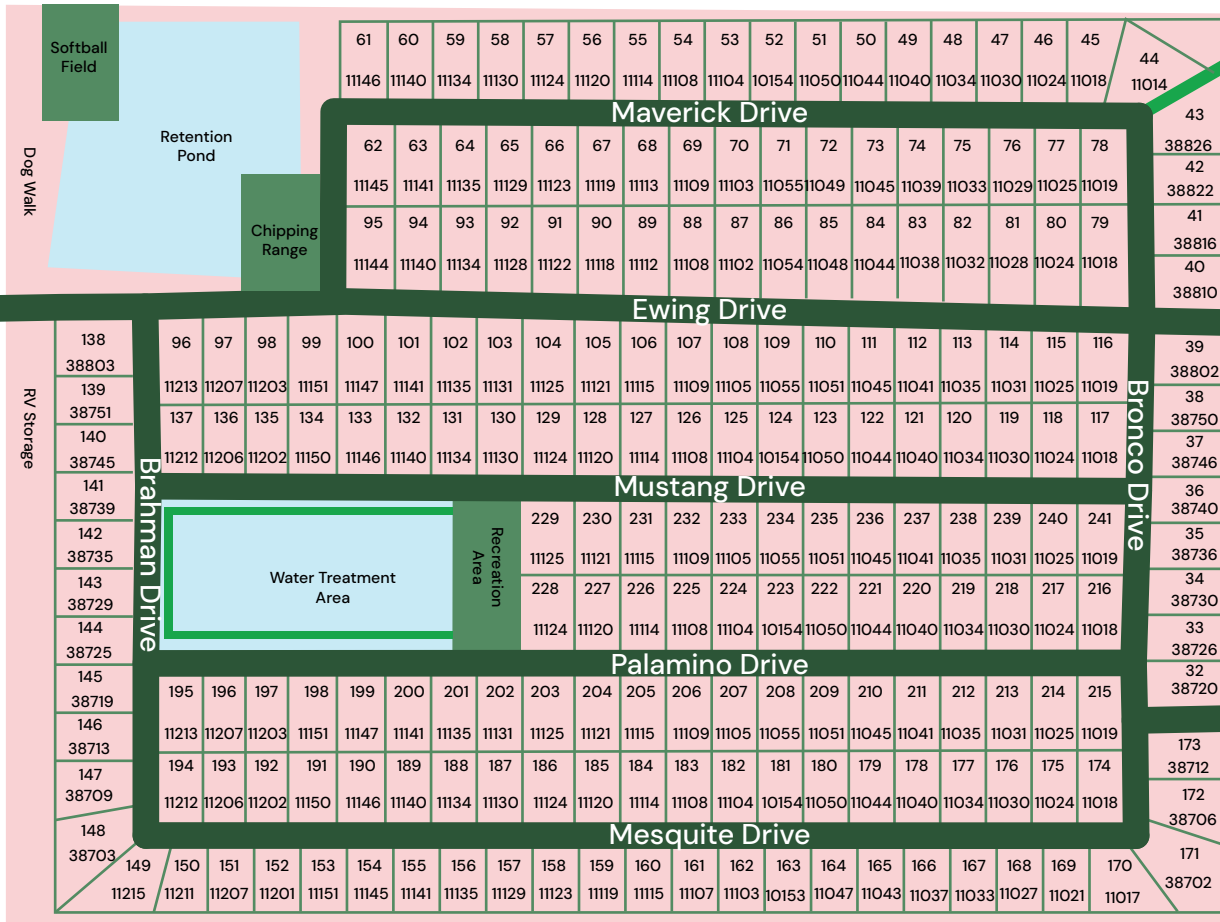 Softball
Field
Retention
Pond
Dog Walk
Chipping
Range
61 60 59 58 57 56 55 54 53 52 51 50 49 48 47 46 45
11146 11140 11134 11130 11124 11120 11114 11108 11104 10154 11050 11044 11040 11034 11030 11024 11018
44
11014
Maverick Drive
43
38826
42
38822
41
38816
40
38810
62 63 64 65 66 67 68 69 70 71 72 73 74 75 76 77 78
11145 11141 11135 11129 11123 11119 11113 11109 11103 11055 11049 11045 11039 11033 11029 11025 11019
95 94 93 92 91 90 89 88 87 86 85 84 83 82 81 80 79
11144 11140 11134 11128 11122 11118 11112 11108 11102 11054 11048 11044 11038 11032 11028 11024 11018
Ewing Drive
RV Storage
138
38803
139
38751
140
38745
141
38739
142
38735
143
38729
144
38725
145
38719
146
38713
147
38709
148
38703
Brahman Drive
96 97 98 99 100 101 102 103 104 105 106 107 108 109 110 111 112 113 114 115 116
11213 11207 11203 11151 11147 11141 11135 11131 11125 11121 11115 11109 11105 11055 11051 11045 11041 11035 11031 11025 11019
137 136 135 134 133 132 131 130 129 128 127 126 125 124 123 122 121 120 119 118 117
11212 11206 11202 11150 11146 11140 11134 11130 11124 11120 11114 11108 11104 10154 11050 11044 11040 11034 11030 11024 11018
Bronco Drive
39
38802
38
38750
37
38746
36
38740
35
38736
34
38730
33
38726
32
38720
Mustang Drive
Water Treatment
Area
Recreation
Area
229 230 231 232 233 234 235 236 237 238 239 240 241
11125 11121 11115 11109 11105 11055 11051 11045 11041 11035 11031 11025 11019
228 227 226 225 224 223 222 221 220 219 218 217 216
11124 11120 11114 11108 11104 10154 11050 11044 11040 11034 11030 11024 11018
Palamino Drive
195 196 197 198 199 200 201 202 203 204 205 206 207 208 209 210 211 212 213 214 215
11213 11207 11203 11151 11147 11141 11135 11131 11125 11121 11115 11109 11105 11055 11051 11045 11041 11035 11031 11025 11019
194 193 192 191 190 189 188 187 186 185 184 183 182 181 180 179 178 177 176 175 174
11212 11206 11202 11150 11146 11140 11134 11130 11124 11120 11114 11108 11104 10154 11050 11044 11040 11034 11030 11024 11018
173
38712
172
38706
171
38702
Mesquite Drive
149 150 151 152 153 154 155 156 157 158 159 160 161 162 163 164 165 166 167 168 169 170
11215 11211 11207 11201 11151 11145 11141 11135 11129 11123 11119 11115 11107 11103 10153 11047 11043 11037 11033 11027 11021 11017